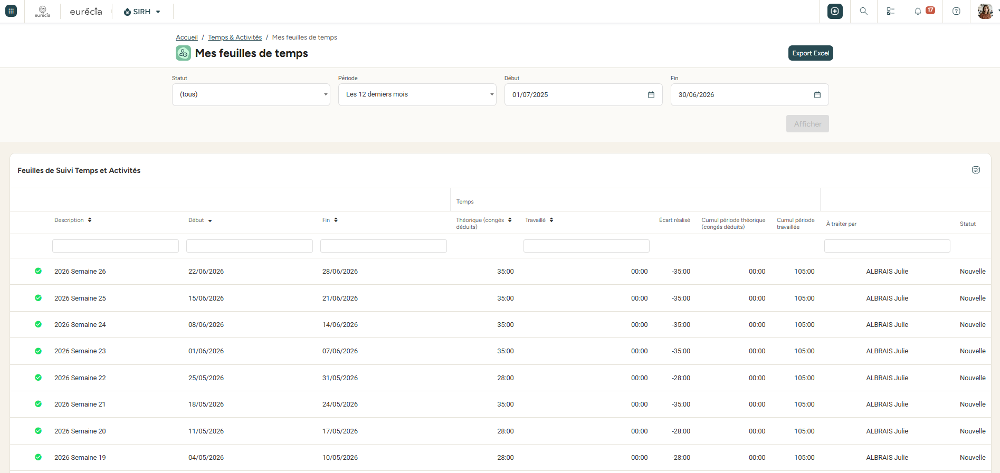 eurécia
eurécia
SIRH
17
Accueil / Temps & Activités / Mes feuilles de temps
Mes feuilles de temps
Export Excel
Statut
Période
Début
Fin
(tous)
Les 12 derniers mois
01/07/2025
30/06/2026
Afficher
Feuilles de Suivi Temps et Activités
Temps
Description
Début
Fin
Théorique (congés déduits)
Travaillé
Écart réalisé
Cumul période théorique (congés déduits)
Cumul période travaillée
À traiter par
Statut
2026 Semaine 26 22/06/2026 28/06/2026 35:00 00:00 -35:00 00:00 105:00 ALBRAIS Julie Nouvelle
2026 Semaine 25 15/06/2026 21/06/2026 35:00 00:00 -35:00 00:00 105:00 ALBRAIS Julie Nouvelle
2026 Semaine 24 08/06/2026 14/06/2026 35:00 00:00 -35:00 00:00 105:00 ALBRAIS Julie Nouvelle
2026 Semaine 23 01/06/2026 07/06/2026 35:00 00:00 -35:00 00:00 105:00 ALBRAIS Julie Nouvelle
2026 Semaine 22 25/05/2026 31/05/2026 28:00 00:00 -28:00 00:00 105:00 ALBRAIS Julie Nouvelle
2026 Semaine 21 18/05/2026 24/05/2026 35:00 00:00 -35:00 00:00 105:00 ALBRAIS Julie Nouvelle
2026 Semaine 20 11/05/2026 17/05/2026 28:00 00:00 -28:00 00:00 105:00 ALBRAIS Julie Nouvelle
2026 Semaine 19 04/05/2026 10/05/2026 28:00 00:00 -28:00 00:00 105:00 ALBRAIS Julie Nouvelle